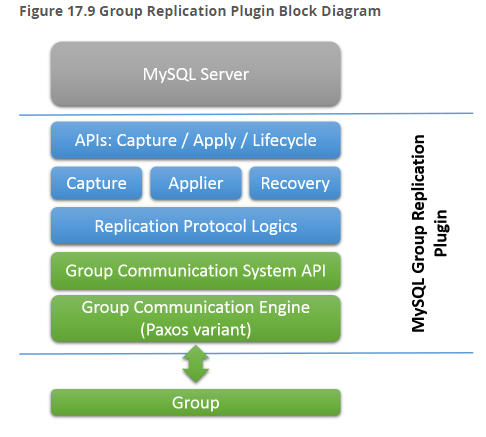 Figure 17.9 Group Replication Plugin Block Diagram
MySQL Server
APIs: Capture / Apply / Lifecycle
Capture
Applier
Recovery
Replication Protocol Logics
Group Communication System API
Group Communication Engine
(Paxos variant)
Group
MySQL Group Replication
Plugin